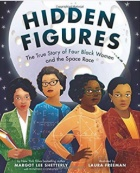 HIDDEN
FIGURES
The True Story of Four Black Women
and the Space Race
MARGOT LEE SHETTERLY
LAURA FREEMAN